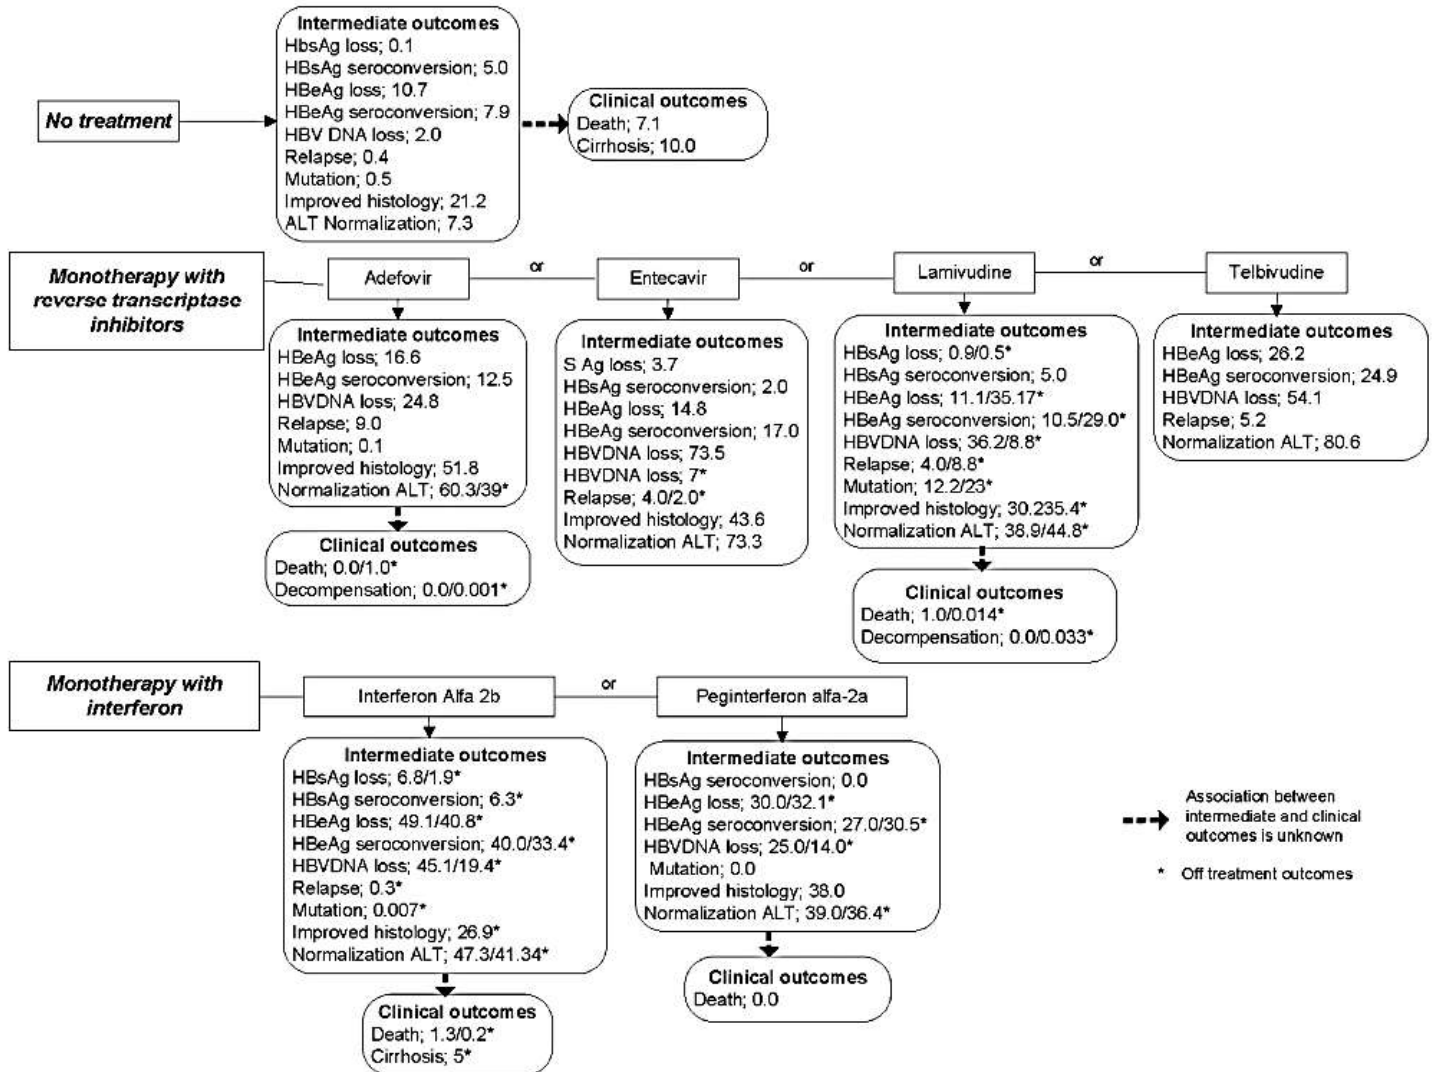 No treatment
Intermediate outcomes
HbsAg loss; 0.1
HBsAg seroconversion; 5.0
HBeAg loss; 10.7
HBeAg seroconversion; 7.9
HBV DNA loss; 2.0
Relapse; 0.4
Mutation; 0.5
Improved histology; 21.2
ALT Normalization; 7.3
Clinical outcomes
Death; 7.1
Cirrhosis; 10.0
Monotherapy with
reverse transcriptase
inhibitors
Adefovir
or
Entecavir
or
Lamivudine
or
Telbivudine
Intermediate outcomes
HBeAg loss; 16.6
HBeAg seroconversion; 12.5
HBVDNA loss; 24.8
Relapse; 9.0
Mutation; 0.1
Improved histology; 51.8
Normalization ALT; 60.3/39*
Clinical outcomes
Death; 0.0/1.0*
Decompensation; 0.0/0.001*
Intermediate outcomes
S Ag loss; 3.7
HBsAg seroconversion; 2.0
HBeAg loss; 14.8
HBeAg seroconversion; 17.0
HBVDNA loss; 73.5
HBVDNA loss; 7*
Relapse; 4.0/2.0*
Improved histology; 43.6
Normalization ALT; 73.3
Intermediate outcomes
HBsAg loss; 0.9/0.5*
HBsAg seroconversion; 5.0
HBeAg loss; 11.1/35.17*
HBeAg seroconversion; 10.5/29.0*
HBVDNA loss; 36.2/8.8*
Relapse; 4.0/8.8*
Mutation; 12.2/23*
Improved histology; 30.235.4*
Normalization ALT; 38.9/44.8*
Clinical outcomes
Death; 1.0/0.014*
Decompensation; 0.0/0.033*
Intermediate outcomes
HBeAg loss; 26.2
HBeAg seroconversion; 24.9
HBVDNA loss; 54.1
Relapse; 5.2
Normalization ALT; 80.6
Monotherapy with
interferon
Interferon Alfa 2b
or
Peginterferon alfa-2a
Intermediate outcomes
HBsAg loss; 6.8/1.9*
HBsAg seroconversion; 6.3*
HBeAg loss; 49.1/40.8*
HBeAg seroconversion; 40.0/33.4*
HBVDNA loss; 45.1/19.4*
Relapse; 0.3*
Mutation; 0.007*
Improved histology; 26.9*
Normalization ALT; 47.3/41.34*
Clinical outcomes
Death; 1.3/0.2*
Cirrhosis; 5*
Intermediate outcomes
HBsAg seroconversion; 0.0
HBeAg loss; 30.0/32.1*
HBeAg seroconversion; 27.0/30.5*
HBVDNA loss; 25.0/14.0*
Mutation; 0.0
Improved histology; 38.0
Normalization ALT; 39.0/36.4*
Clinical outcomes
Death; 0.0
Association between
intermediate and clinical
outcomes is unknown
* Off treatment outcomes